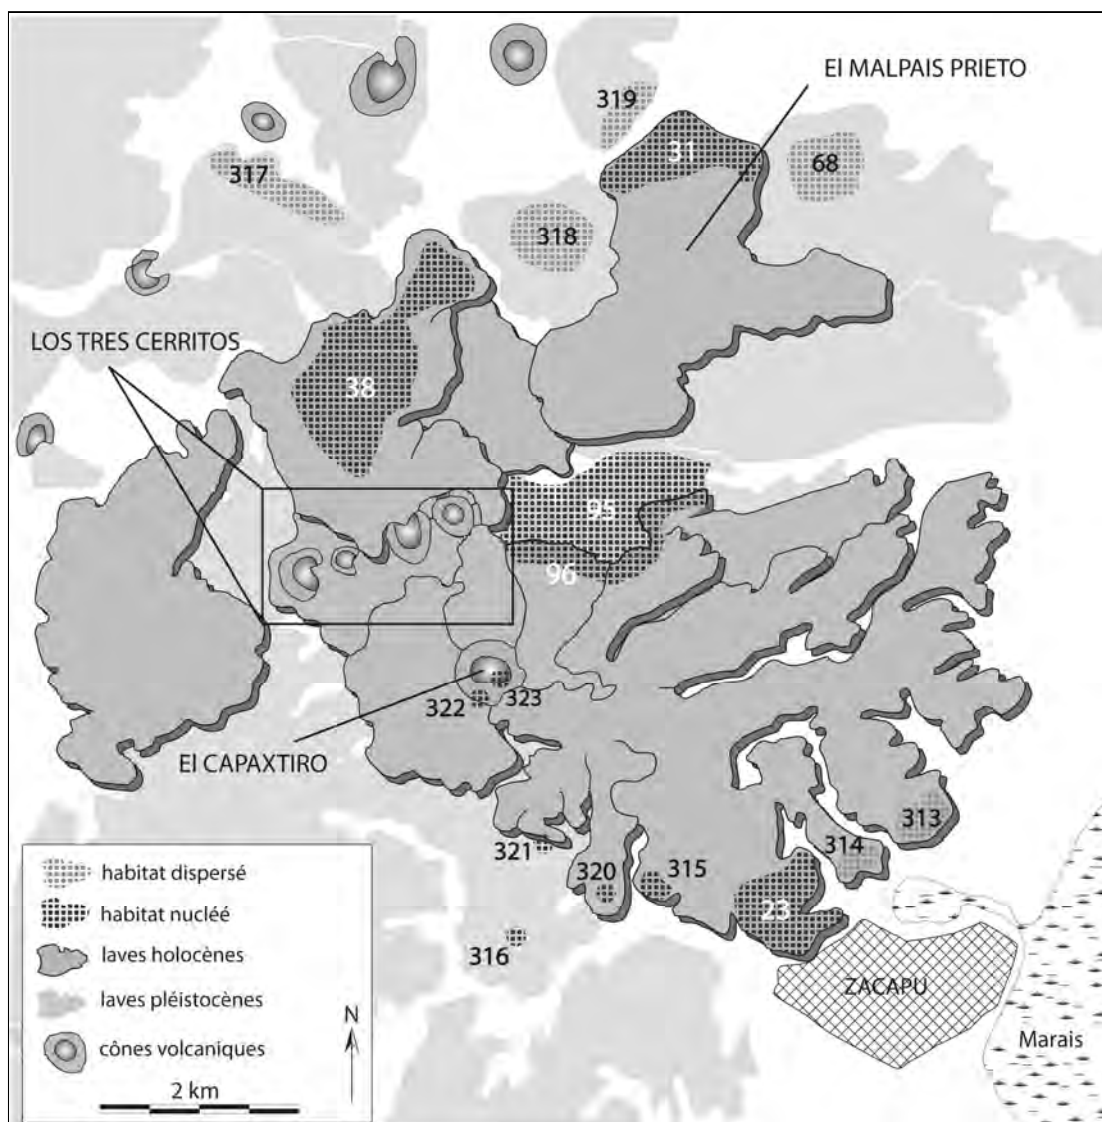 El MALPAIS PRIETO
319
31
68
317
318
LOS TRES CERRITOS
38
95
96
322
323
El CAPAXTIRO
313
314
321
320
315
23
316
ZACAPU
Marais
habitat dispersé
habitat nucléé
laves holocènes
laves pléistocènes
cônes volcaniques
N
2 km